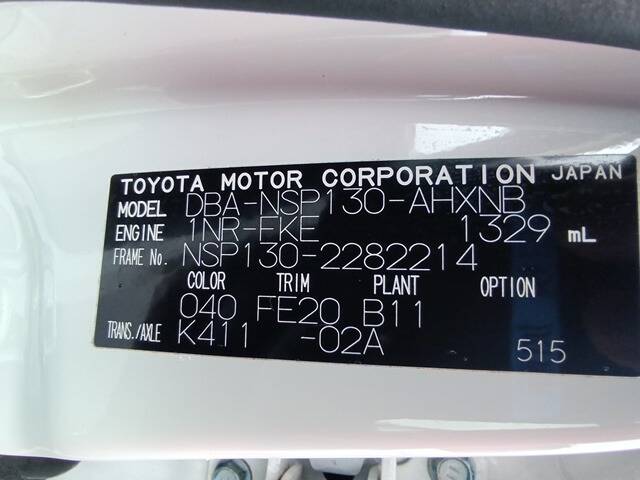 TOYOTA MOTOR CORPORATION JAPAN
MODEL DBA-NSP130-AHXNB
ENGINE 1NR-FKE 1329 mL
FRAME No. NSP130-2282214
COLOR TRIM PLANT OPTION
040 FE20 B11
TRANS./AXLE K411 -02A 515